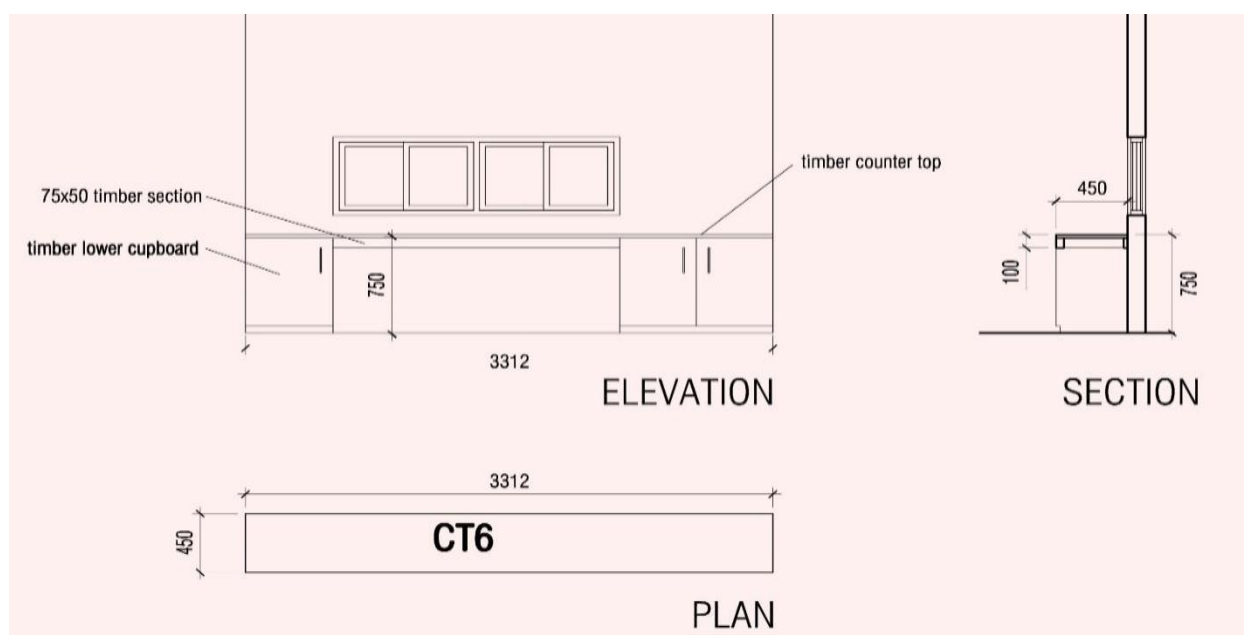 timber counter top
75x50 timber section
timber lower cupboard
750
3312
ELEVATION
450
100
750
SECTION
3312
450
CT6
PLAN